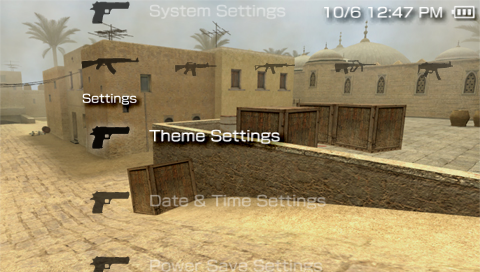 System Settings
10/6 12:47 PM
Settings
Theme Settings
Date & Time Settings
Power Save Settings